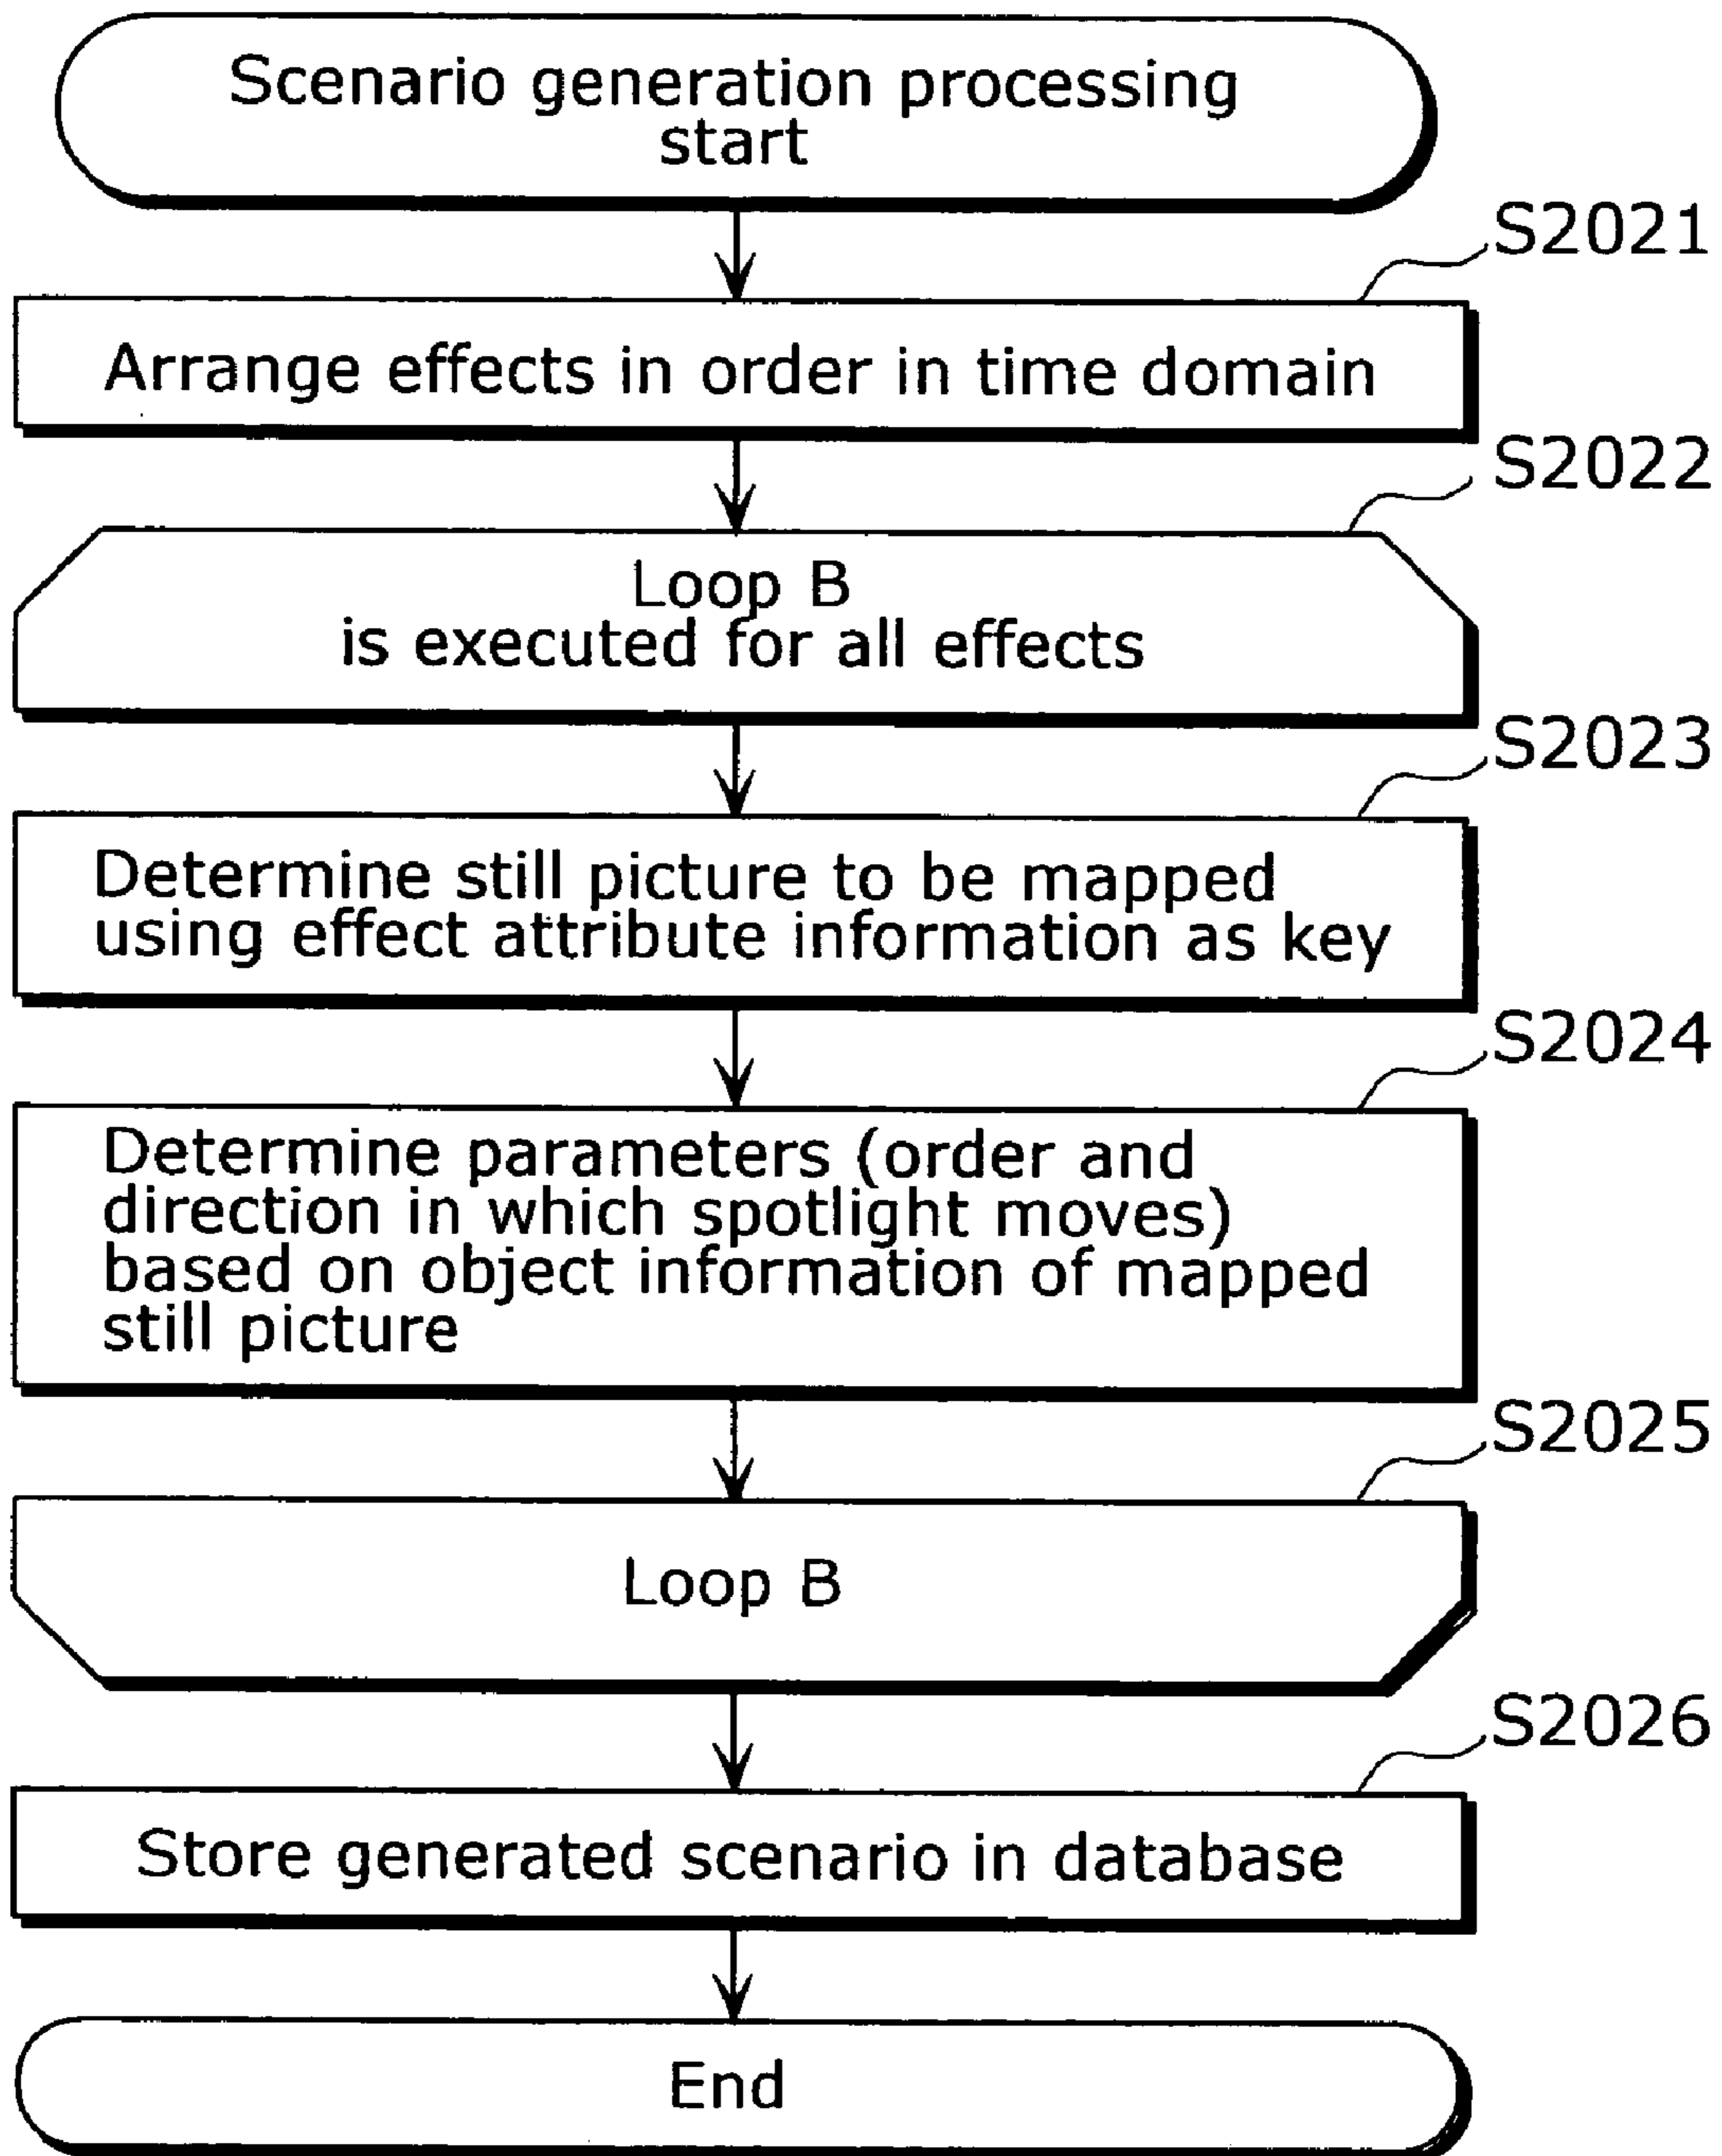 Scenario generation processing
start
S2021
Arrange effects in order in time domain
S2022
Loop B
is executed for all effects
S2023
Determine still picture to be mapped
using effect attribute information as key
S2024
Determine parameters (order and
direction in which spotlight moves)
based on object information of mapped
still picture
S2025
Loop B
S2026
Store generated scenario in database
End